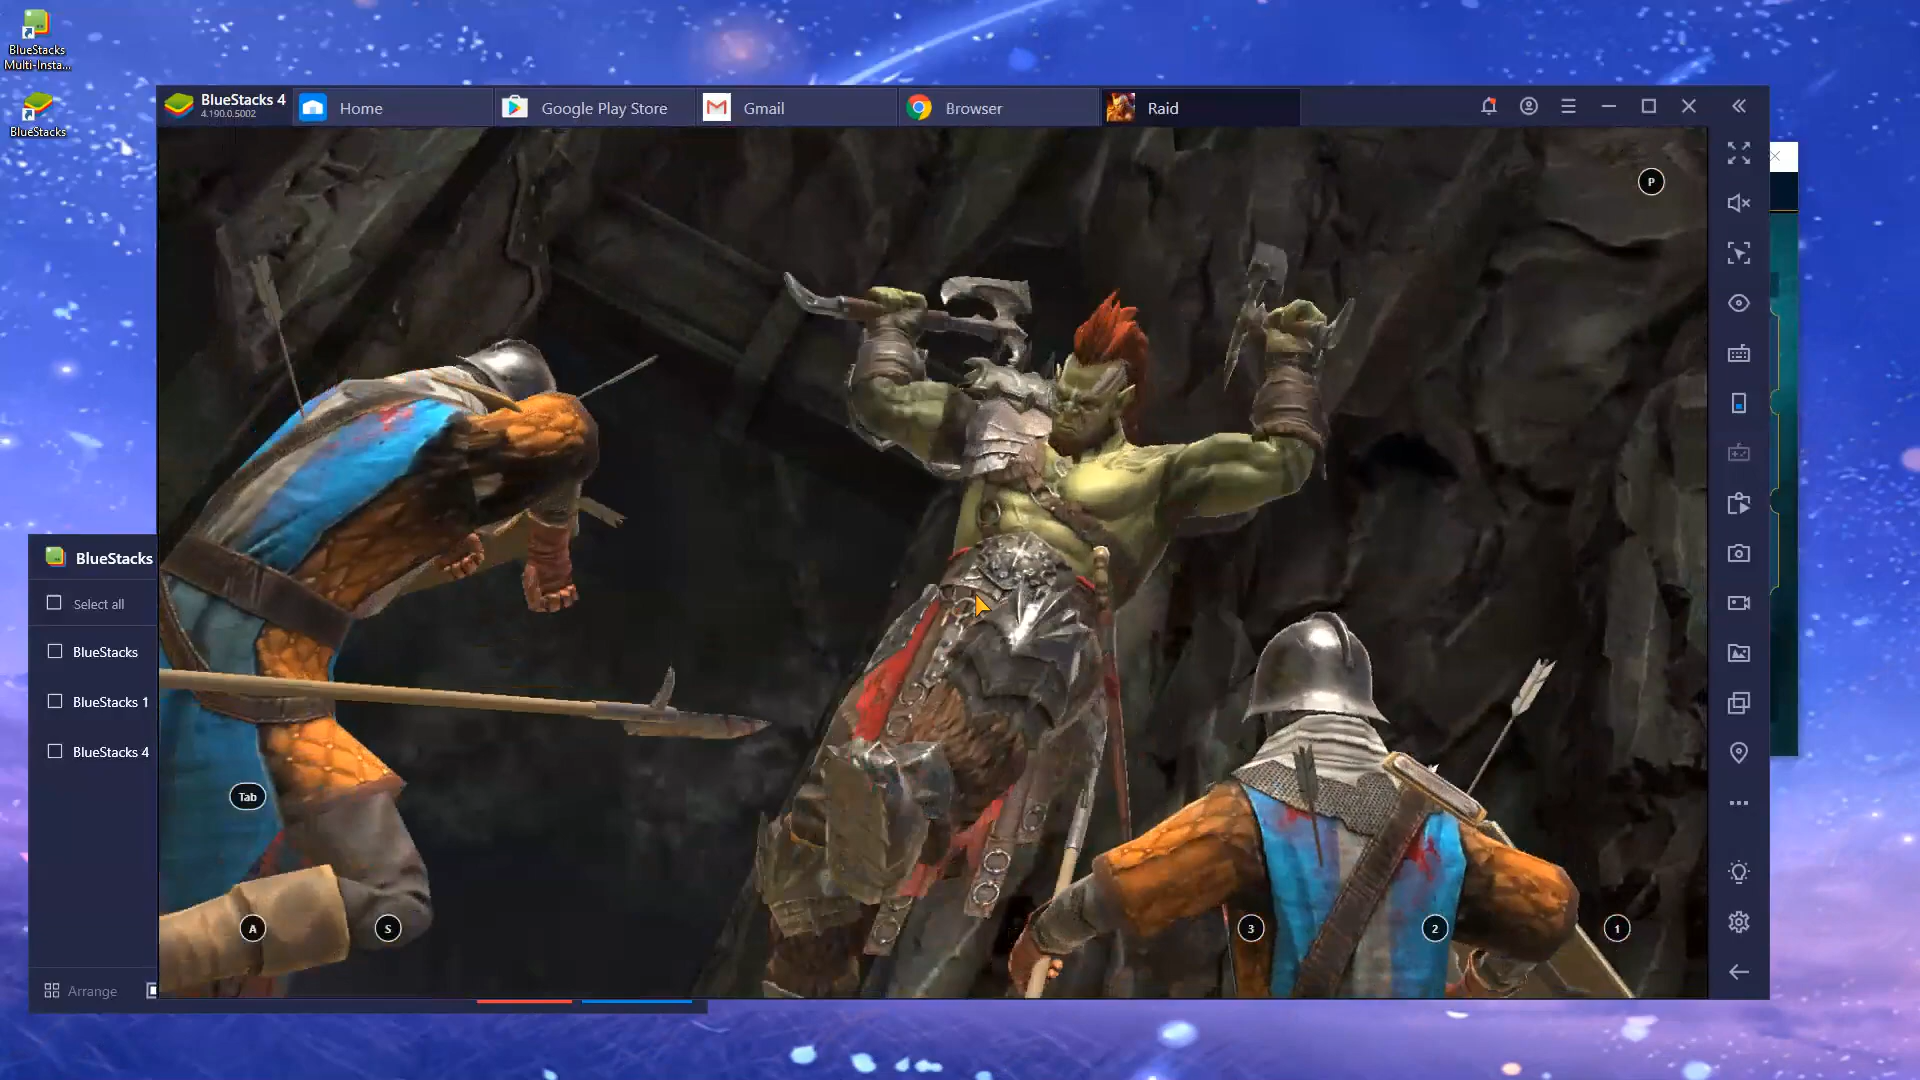 BlueStacks
Multi-Insta...
BlueStacks
BlueStacks 4
4.190.0.5002
Home
Google Play Store
Gmail
Browser
Raid
P
BlueStacks
Select all
BlueStacks
BlueStacks 1
BlueStacks 4
Tab
A
S
3
2
1
Arrange